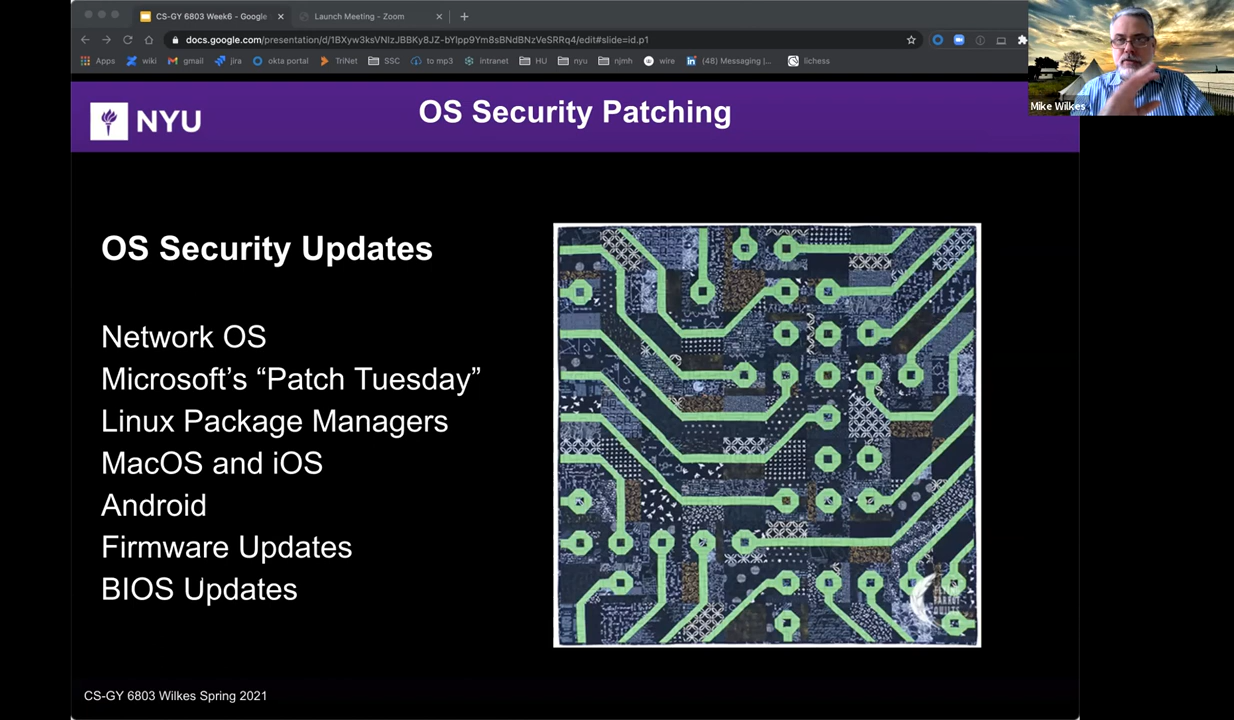 CS-GY 6803 Week6 - Google
Launch Meeting - Zoom
docs.google.com/presentation/d/1BXyw3ksVNIzJBBKy8JZ-bYlpp9Ym8sBNdBNzVeSRRq4/edit#slide=id.p1
Apps wiki gmail jira okta portal TriNet SSC to mp3 intranet HU nyu njmh wire (48) Messaging |... lichess
Mike Wilkes
NYU
OS Security Patching
OS Security Updates
Network OS
Microsoft’s “Patch Tuesday”
Linux Package Managers
MacOS and iOS
Android
Firmware Updates
BIOS Updates
PARROT
QUILTS
CS-GY 6803 Wilkes Spring 2021